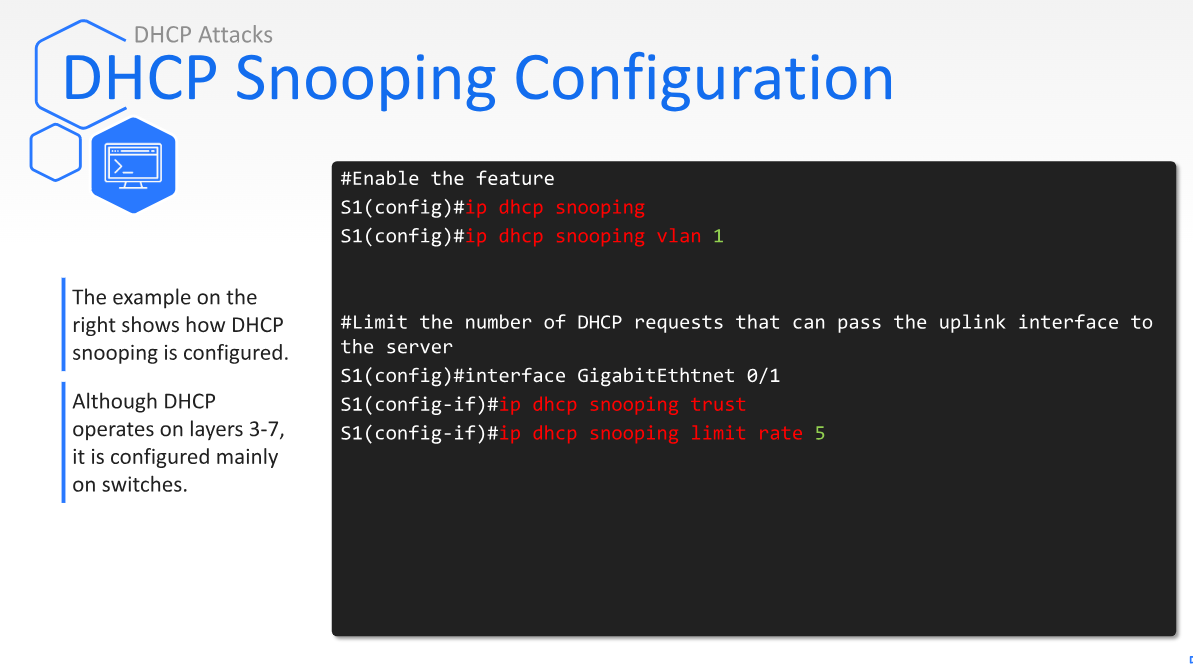 DHCP Attacks
DHCP Snooping Configuration
#Enable the feature
S1(config)#ip dhcp snooping
S1(config)#ip dhcp snooping vlan 1
#Limit the number of DHCP requests that can pass the uplink interface to
the server
S1(config)#interface GigabitEthtnet 0/1
S1(config-if)#ip dhcp snooping trust
S1(config-if)#ip dhcp snooping limit rate 5
The example on the
right shows how DHCP
snooping is configured.
Although DHCP
operates on layers 3-7,
it is configured mainly
on switches.